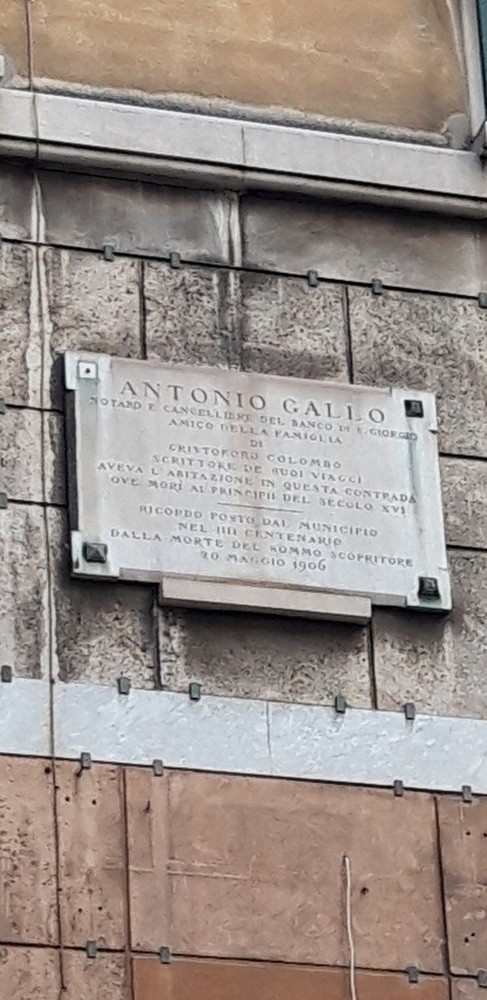 ANTONIO GALLO
NOTARO E CANCELLIERE DEL BANCO DI S. GIORGIO
AMICO DELLA FAMIGLIA
DI
CRISTOFORO COLOMBO
SCRITTORE DE SUOI VIAGGI
AVEVA L'ABITAZIONE IN QUESTA CONTRADA
OVE MORÌ AI PRINCIPII DEL SECOLO XVI
RICORDO POSTO DAL MUNICIPIO
NEL IIII CENTENARIO
DALLA MORTE DEL SOMMO SCOPRITORE
20 MAGGIO 1906